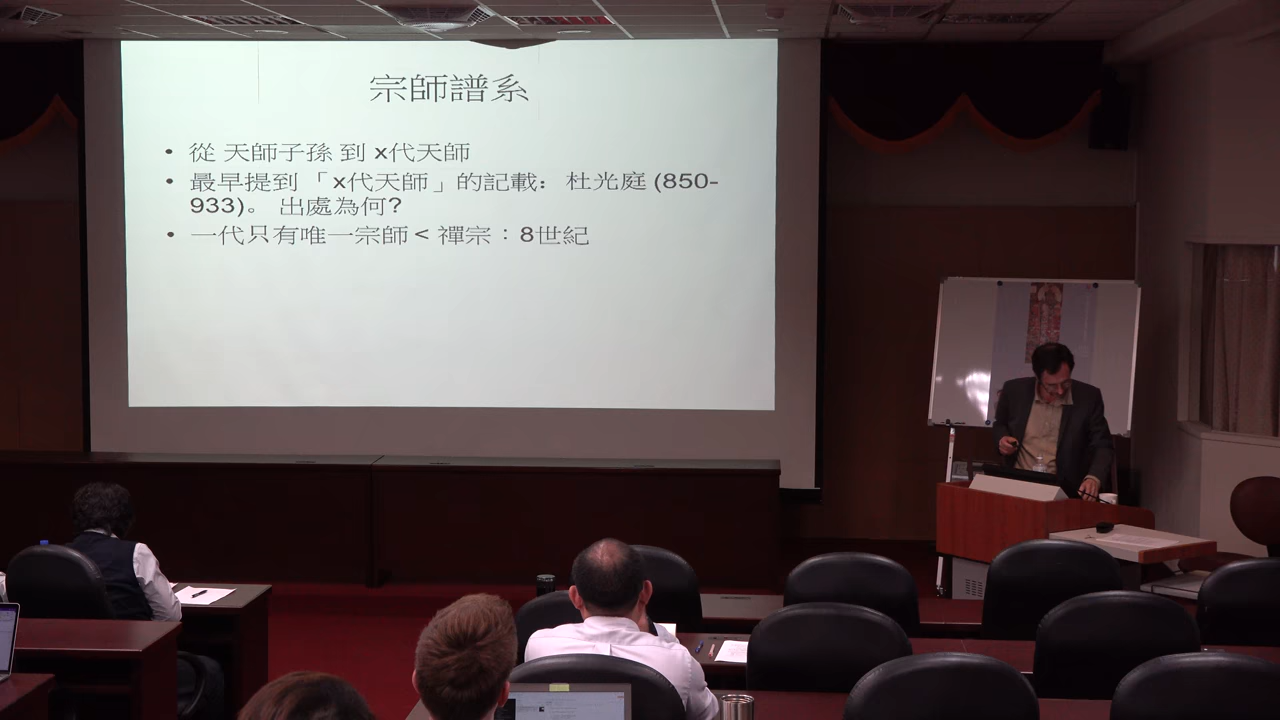 宗師譜系
• 從 天師子孫 到 x代天師
• 最早提到「x代天師」的記載: 杜光庭 (850-
933)。 出處為何?
• 一代只有唯一宗師 < 禪宗：8世紀